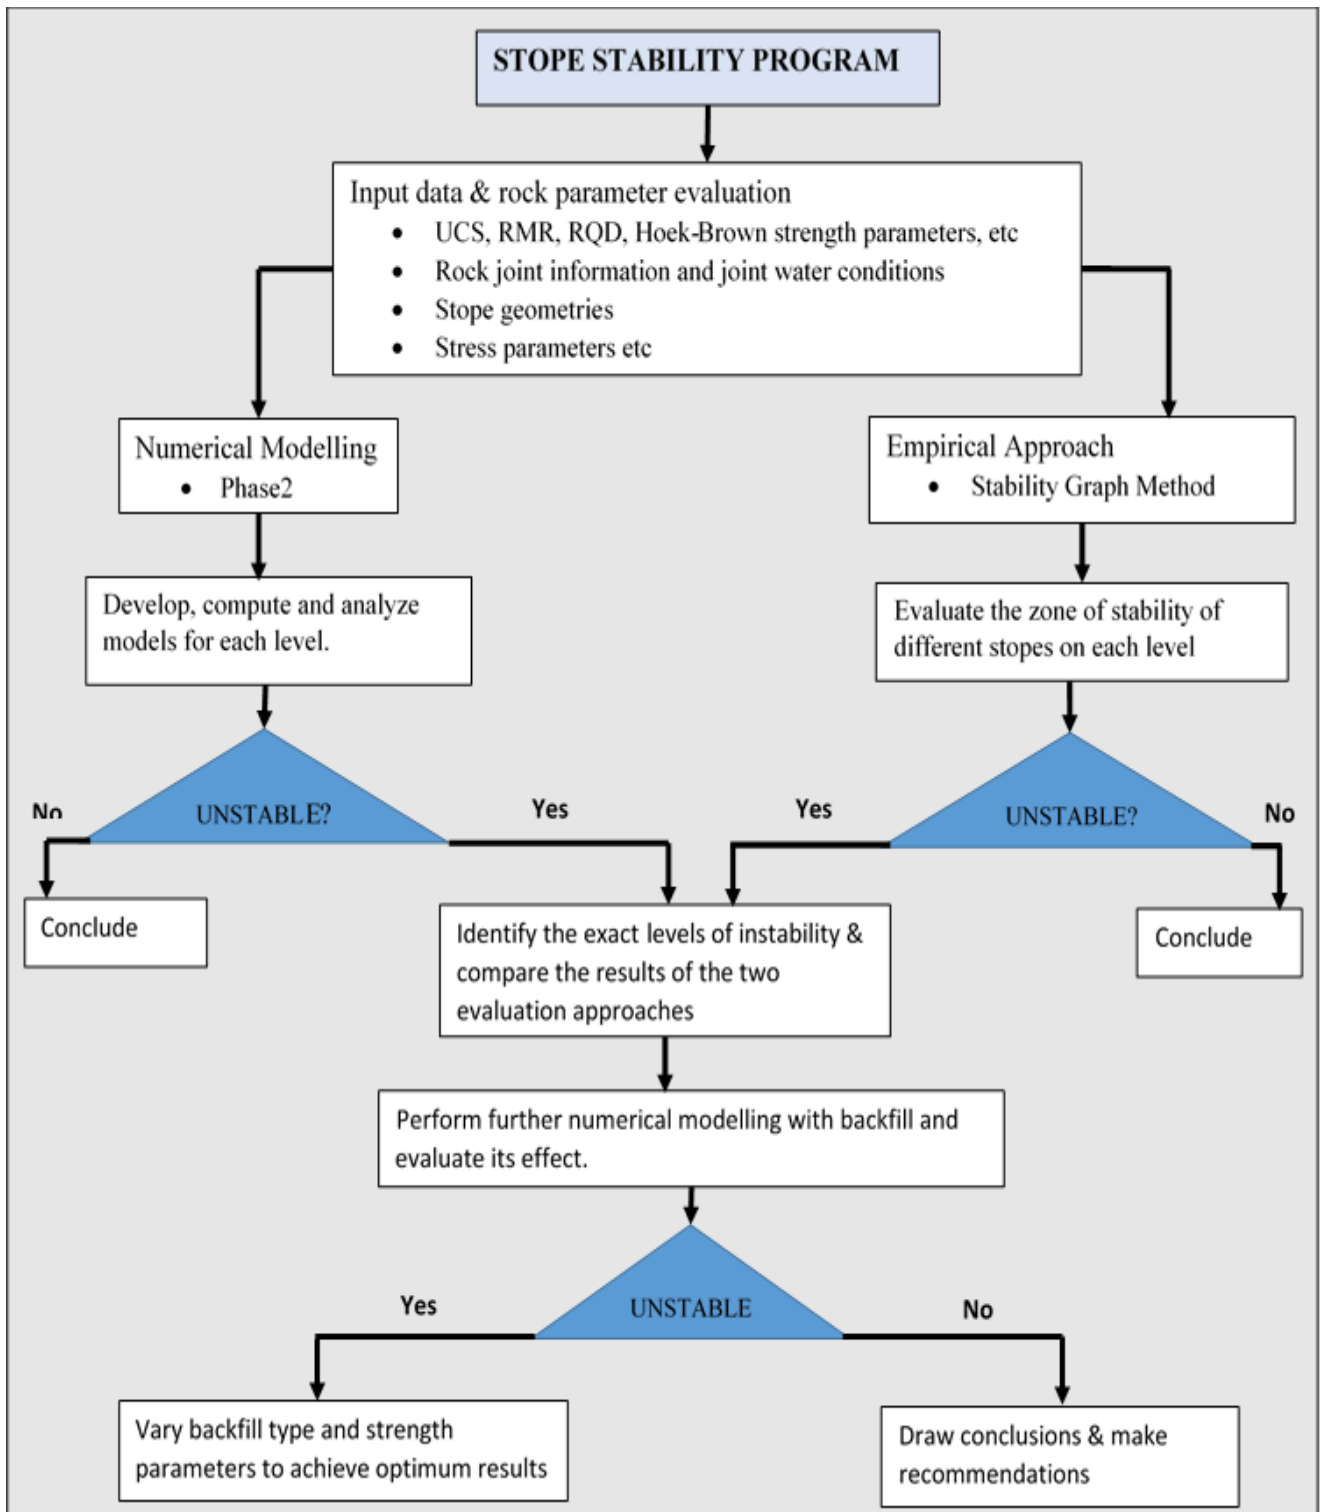 STOPE STABILITY PROGRAM
Input data & rock parameter evaluation
• UCS, RMR, RQD, Hoek-Brown strength parameters, etc
• Rock joint information and joint water conditions
• Stope geometries
• Stress parameters etc
Numerical Modelling
• Phase2
Empirical Approach
• Stability Graph Method
Develop, compute and analyze
models for each level.
Evaluate the zone of stability of
different stopes on each level
No
UNSTABLE?
Yes
Yes
UNSTABLE?
No
Conclude
Identify the exact levels of instability &
compare the results of the two
evaluation approaches
Conclude
Perform further numerical modelling with backfill and
evaluate its effect.
Yes
UNSTABLE
No
Vary backfill type and strength
parameters to achieve optimum results
Draw conclusions & make
recommendations